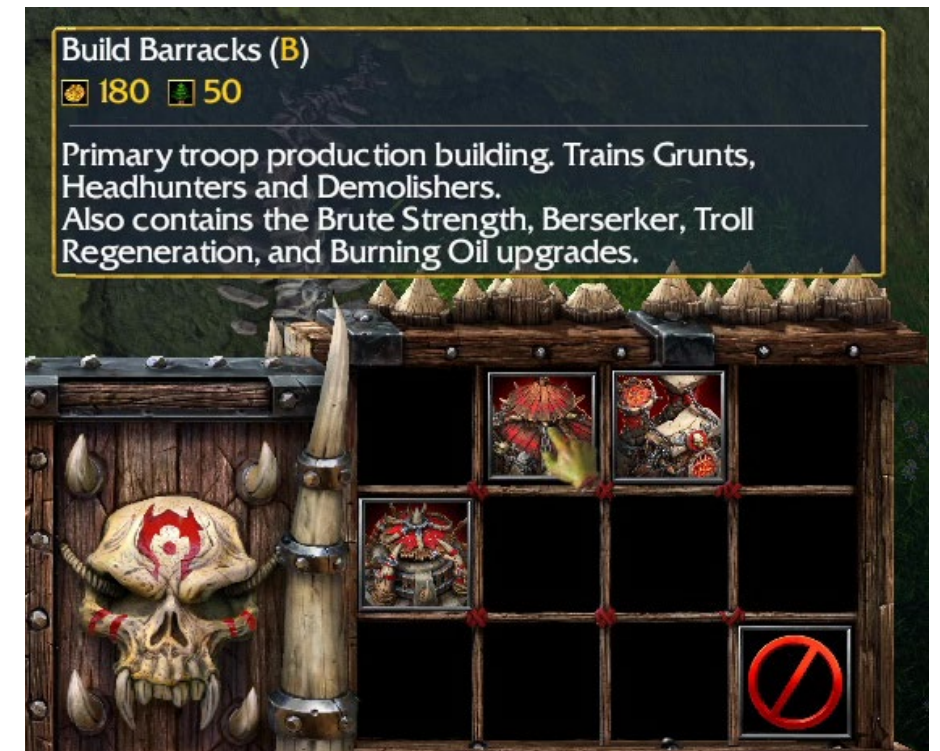 Build Barracks (B)
180 50
Primary troop production building. Trains Grunts,
Headhunters and Demolishers.
Also contains the Brute Strength, Berserker, Troll
Regeneration, and Burning Oil upgrades.